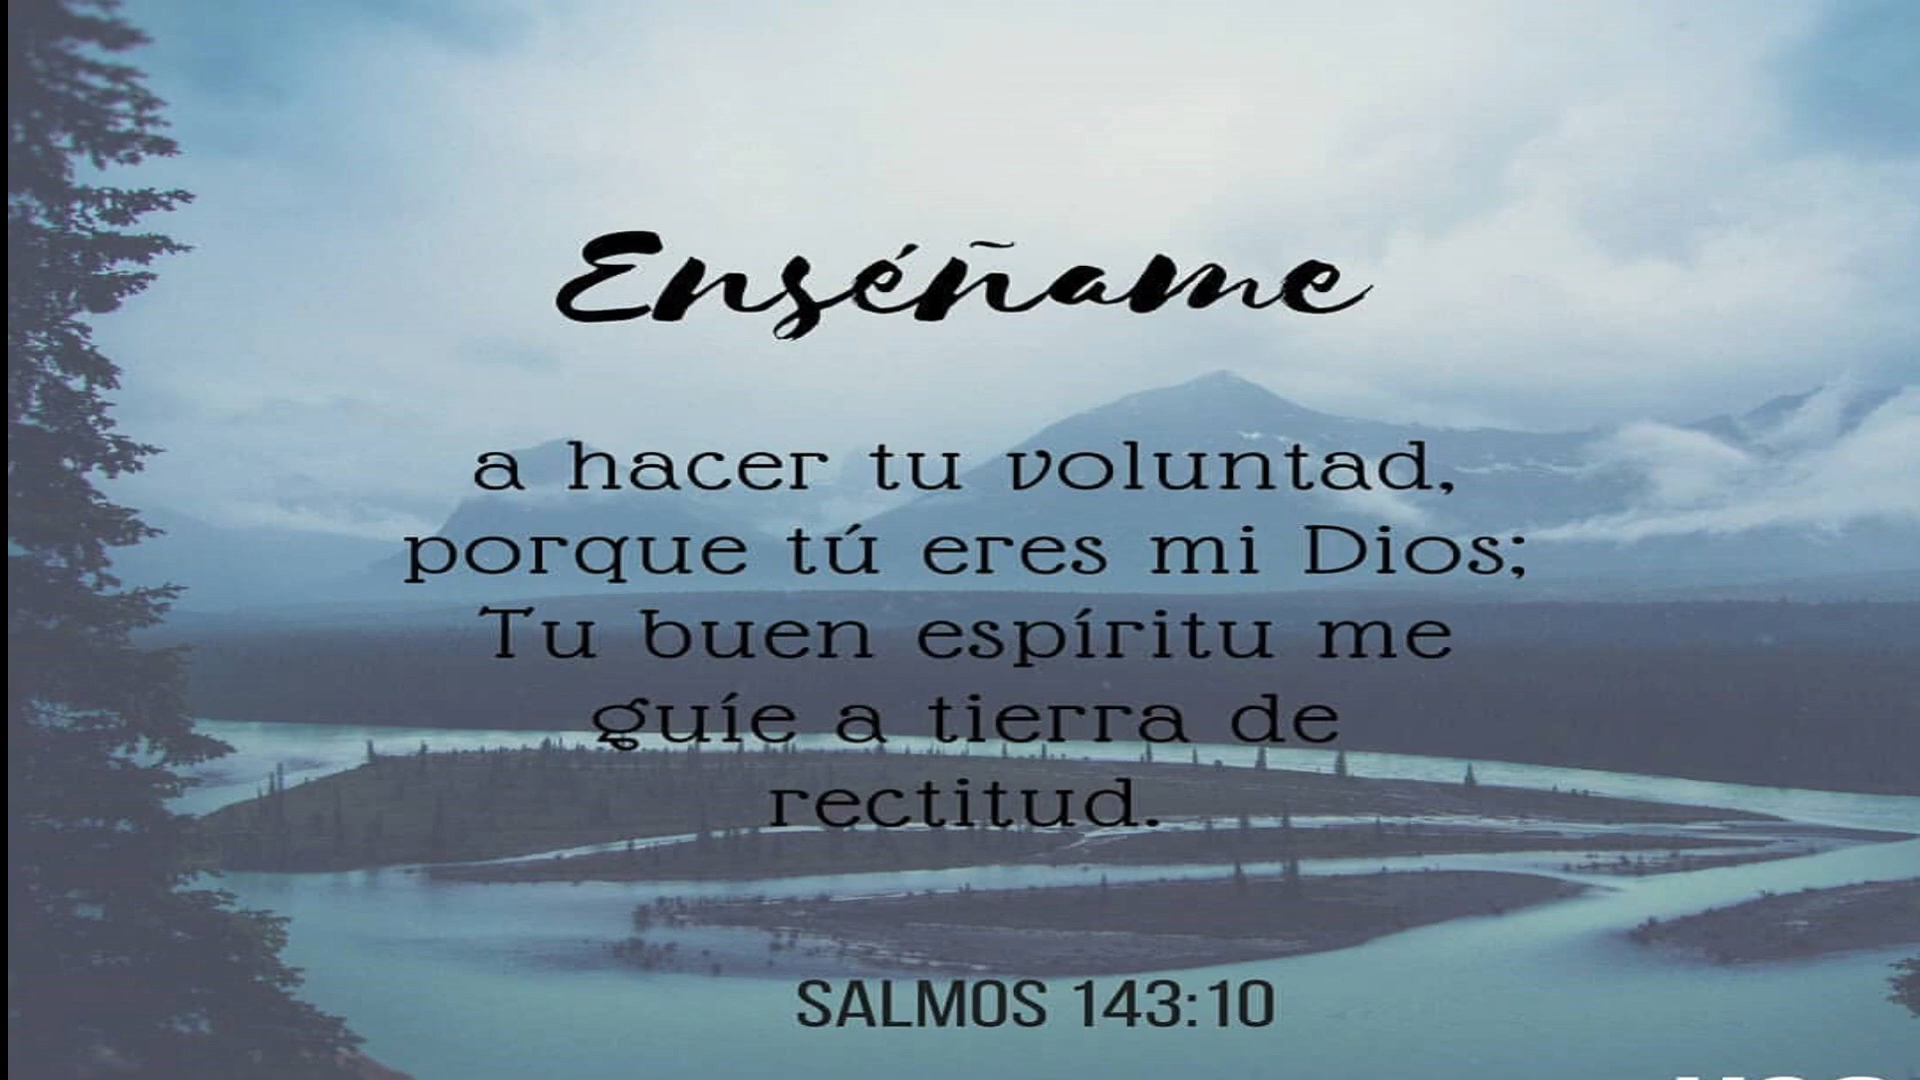 Enséñame
a hacer tu voluntad,
porque tú eres mi Dios;
Tu buen espíritu me
guíe a tierra de
rectitud.
SALMOS 143:10